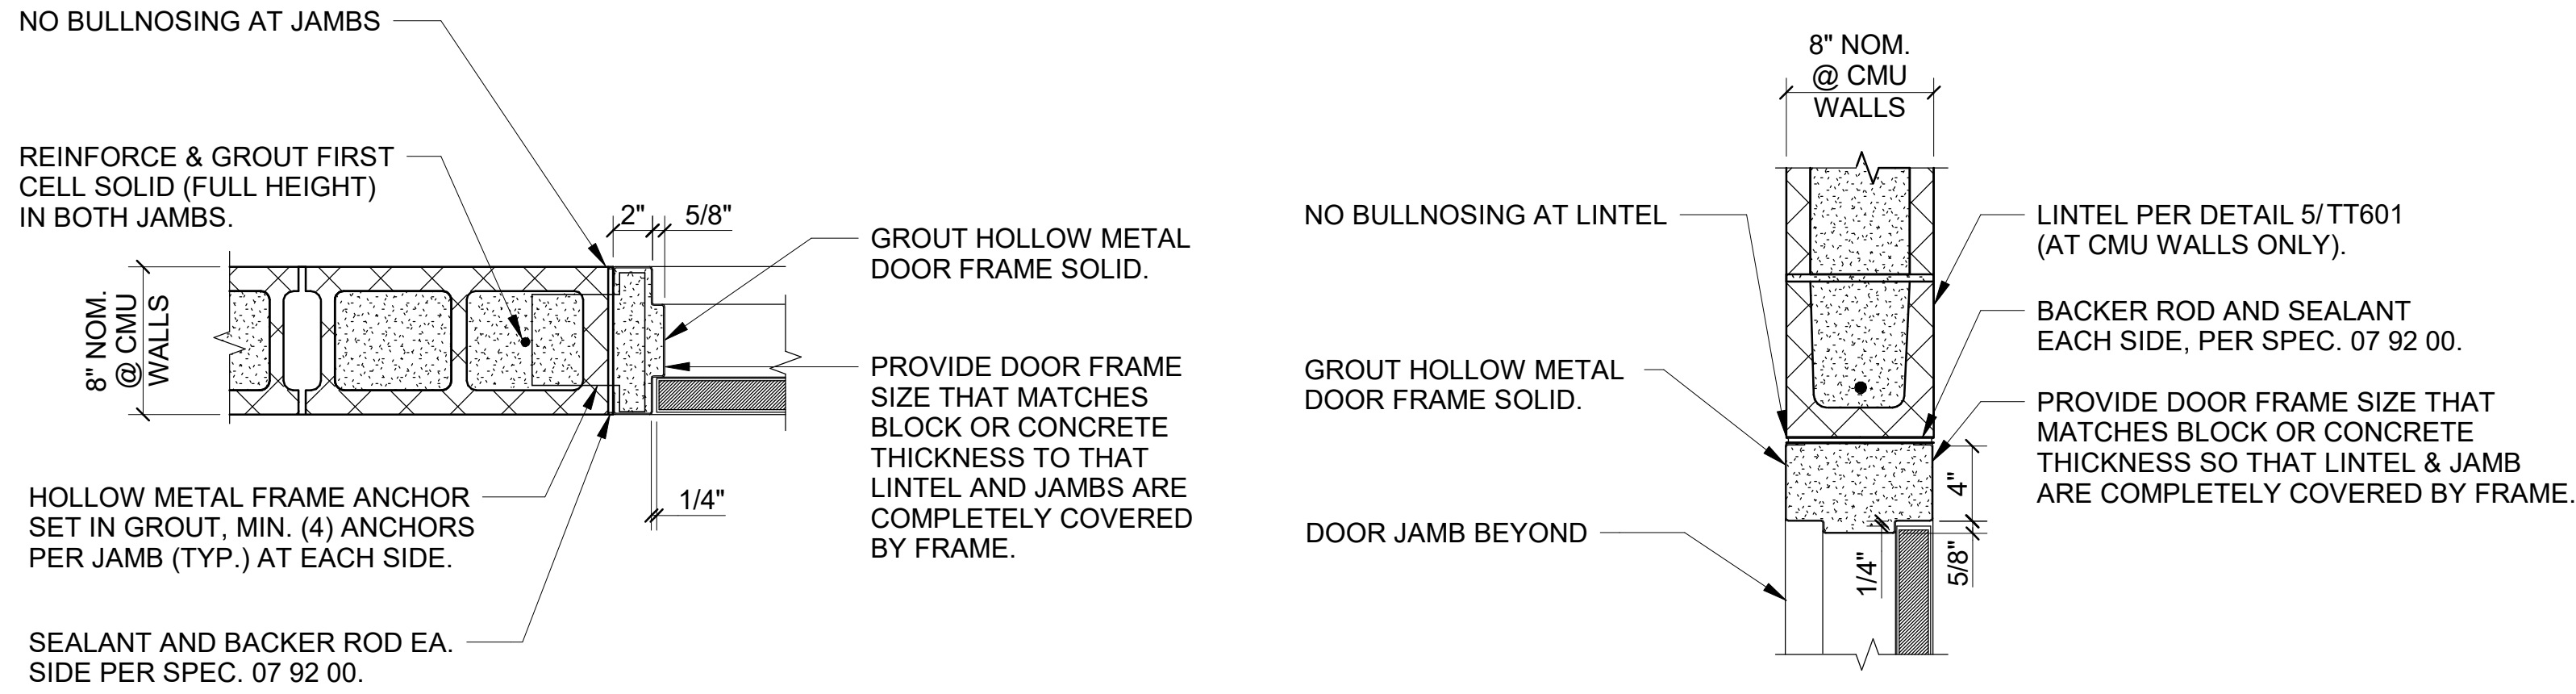 NO BULLNOSING AT JAMBS
REINFORCE & GROUT FIRST
CELL SOLID (FULL HEIGHT)
IN BOTH JAMBS.
2"
5/8"
8" NOM.
@ CMU
WALLS
GROUT HOLLOW METAL
DOOR FRAME SOLID.
PROVIDE DOOR FRAME
SIZE THAT MATCHES
BLOCK OR CONCRETE
THICKNESS TO THAT
LINTEL AND JAMBS ARE
COMPLETELY COVERED
BY FRAME.
1/4"
HOLLOW METAL FRAME ANCHOR
SET IN GROUT, MIN. (4) ANCHORS
PER JAMB (TYP.) AT EACH SIDE.
SEALANT AND BACKER ROD EA.
SIDE PER SPEC. 07 92 00.
8" NOM.
@ CMU
WALLS
NO BULLNOSING AT LINTEL
GROUT HOLLOW METAL
DOOR FRAME SOLID.
DOOR JAMB BEYOND
LINTEL PER DETAIL 5/TT601
(AT CMU WALLS ONLY).
BACKER ROD AND SEALANT
EACH SIDE, PER SPEC. 07 92 00.
PROVIDE DOOR FRAME SIZE THAT
MATCHES BLOCK OR CONCRETE
THICKNESS SO THAT LINTEL & JAMB
ARE COMPLETELY COVERED BY FRAME.
4"
1/4"
5/8"